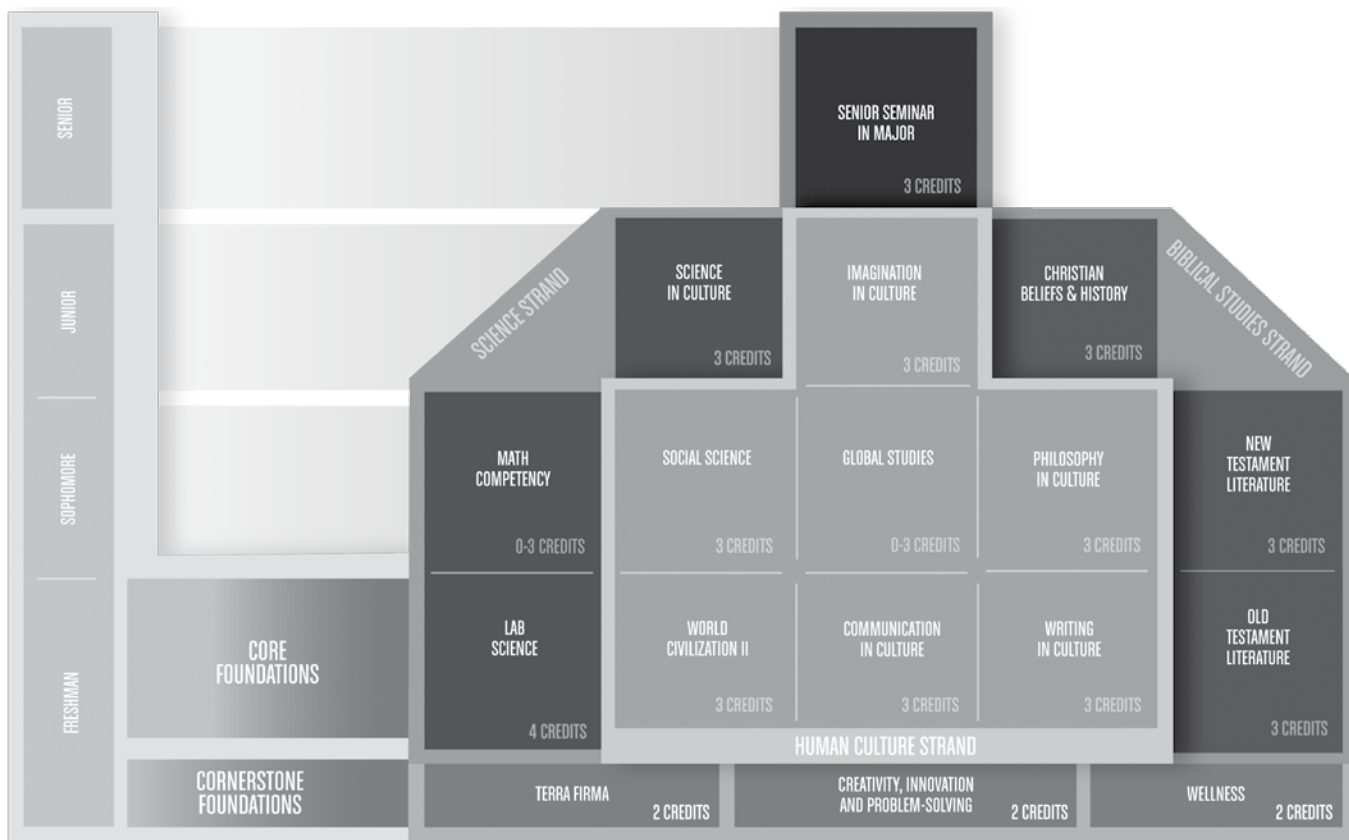 SENIOR
SENIOR SEMINAR
IN MAJOR
3 CREDITS
JUNIOR
SCIENCE STRAND
SCIENCE
IN CULTURE
3 CREDITS
IMAGINATION
IN CULTURE
3 CREDITS
CHRISTIAN
BELIEFS & HISTORY
3 CREDITS
BIBLICAL STUDIES STRAND
SOPHOMORE
MATH
COMPETENCY
0-3 CREDITS
SOCIAL SCIENCE
3 CREDITS
GLOBAL STUDIES
0-3 CREDITS
PHILOSOPHY
IN CULTURE
3 CREDITS
NEW
TESTAMENT
LITERATURE
3 CREDITS
FRESHMAN
CORE
FOUNDATIONS
LAB
SCIENCE
4 CREDITS
WORLD
CIVILIZATION II
3 CREDITS
COMMUNICATION
IN CULTURE
3 CREDITS
WRITING
IN CULTURE
3 CREDITS
OLD
TESTAMENT
LITERATURE
3 CREDITS
HUMAN CULTURE STRAND
CORNERSTONE
FOUNDATIONS
TERRA FIRMA
2 CREDITS
CREATIVITY, INNOVATION
AND PROBLEM-SOLVING
2 CREDITS
WELLNESS
2 CREDITS